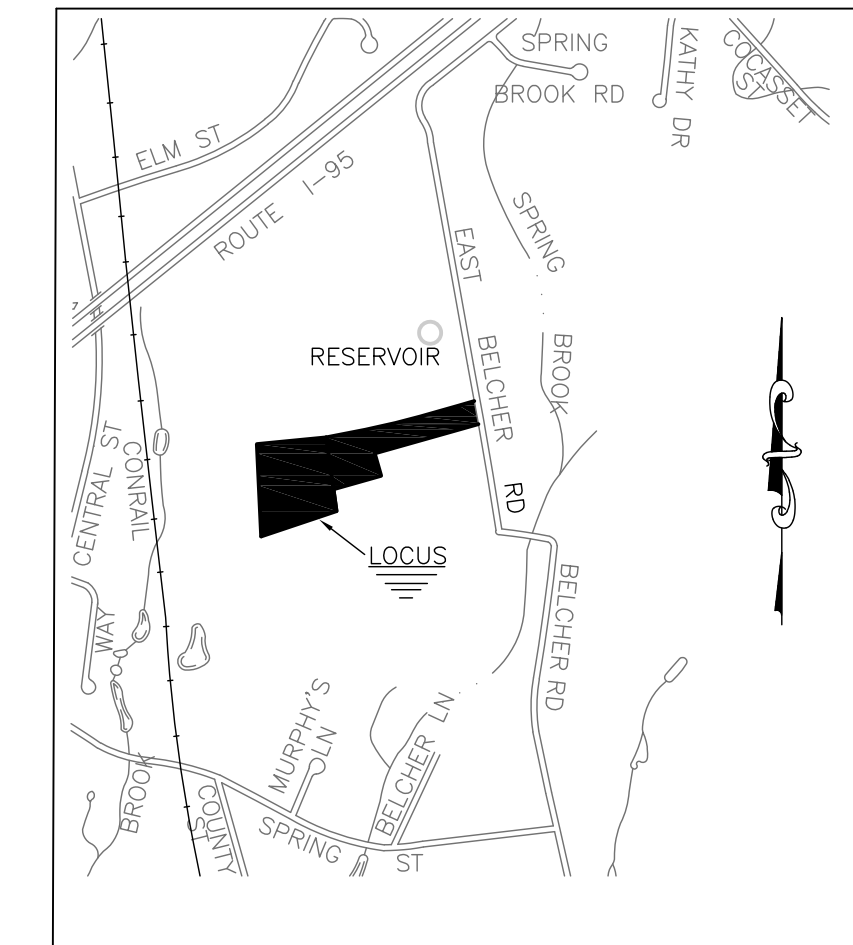 SPRING
BROOK RD
KATHY DR
COCASSET
ST
ELM ST
ROUTE I-95
SPRING
BROOK
EAST
BELCHER
RD
7
RESERVOIR
CENTRAL ST
CONRAIL
LOCUS
WAY
BELCHER RD
MURPHY'S
LN
BELCHER LN
BROOK
COUNTY
ST
SPRING
ST